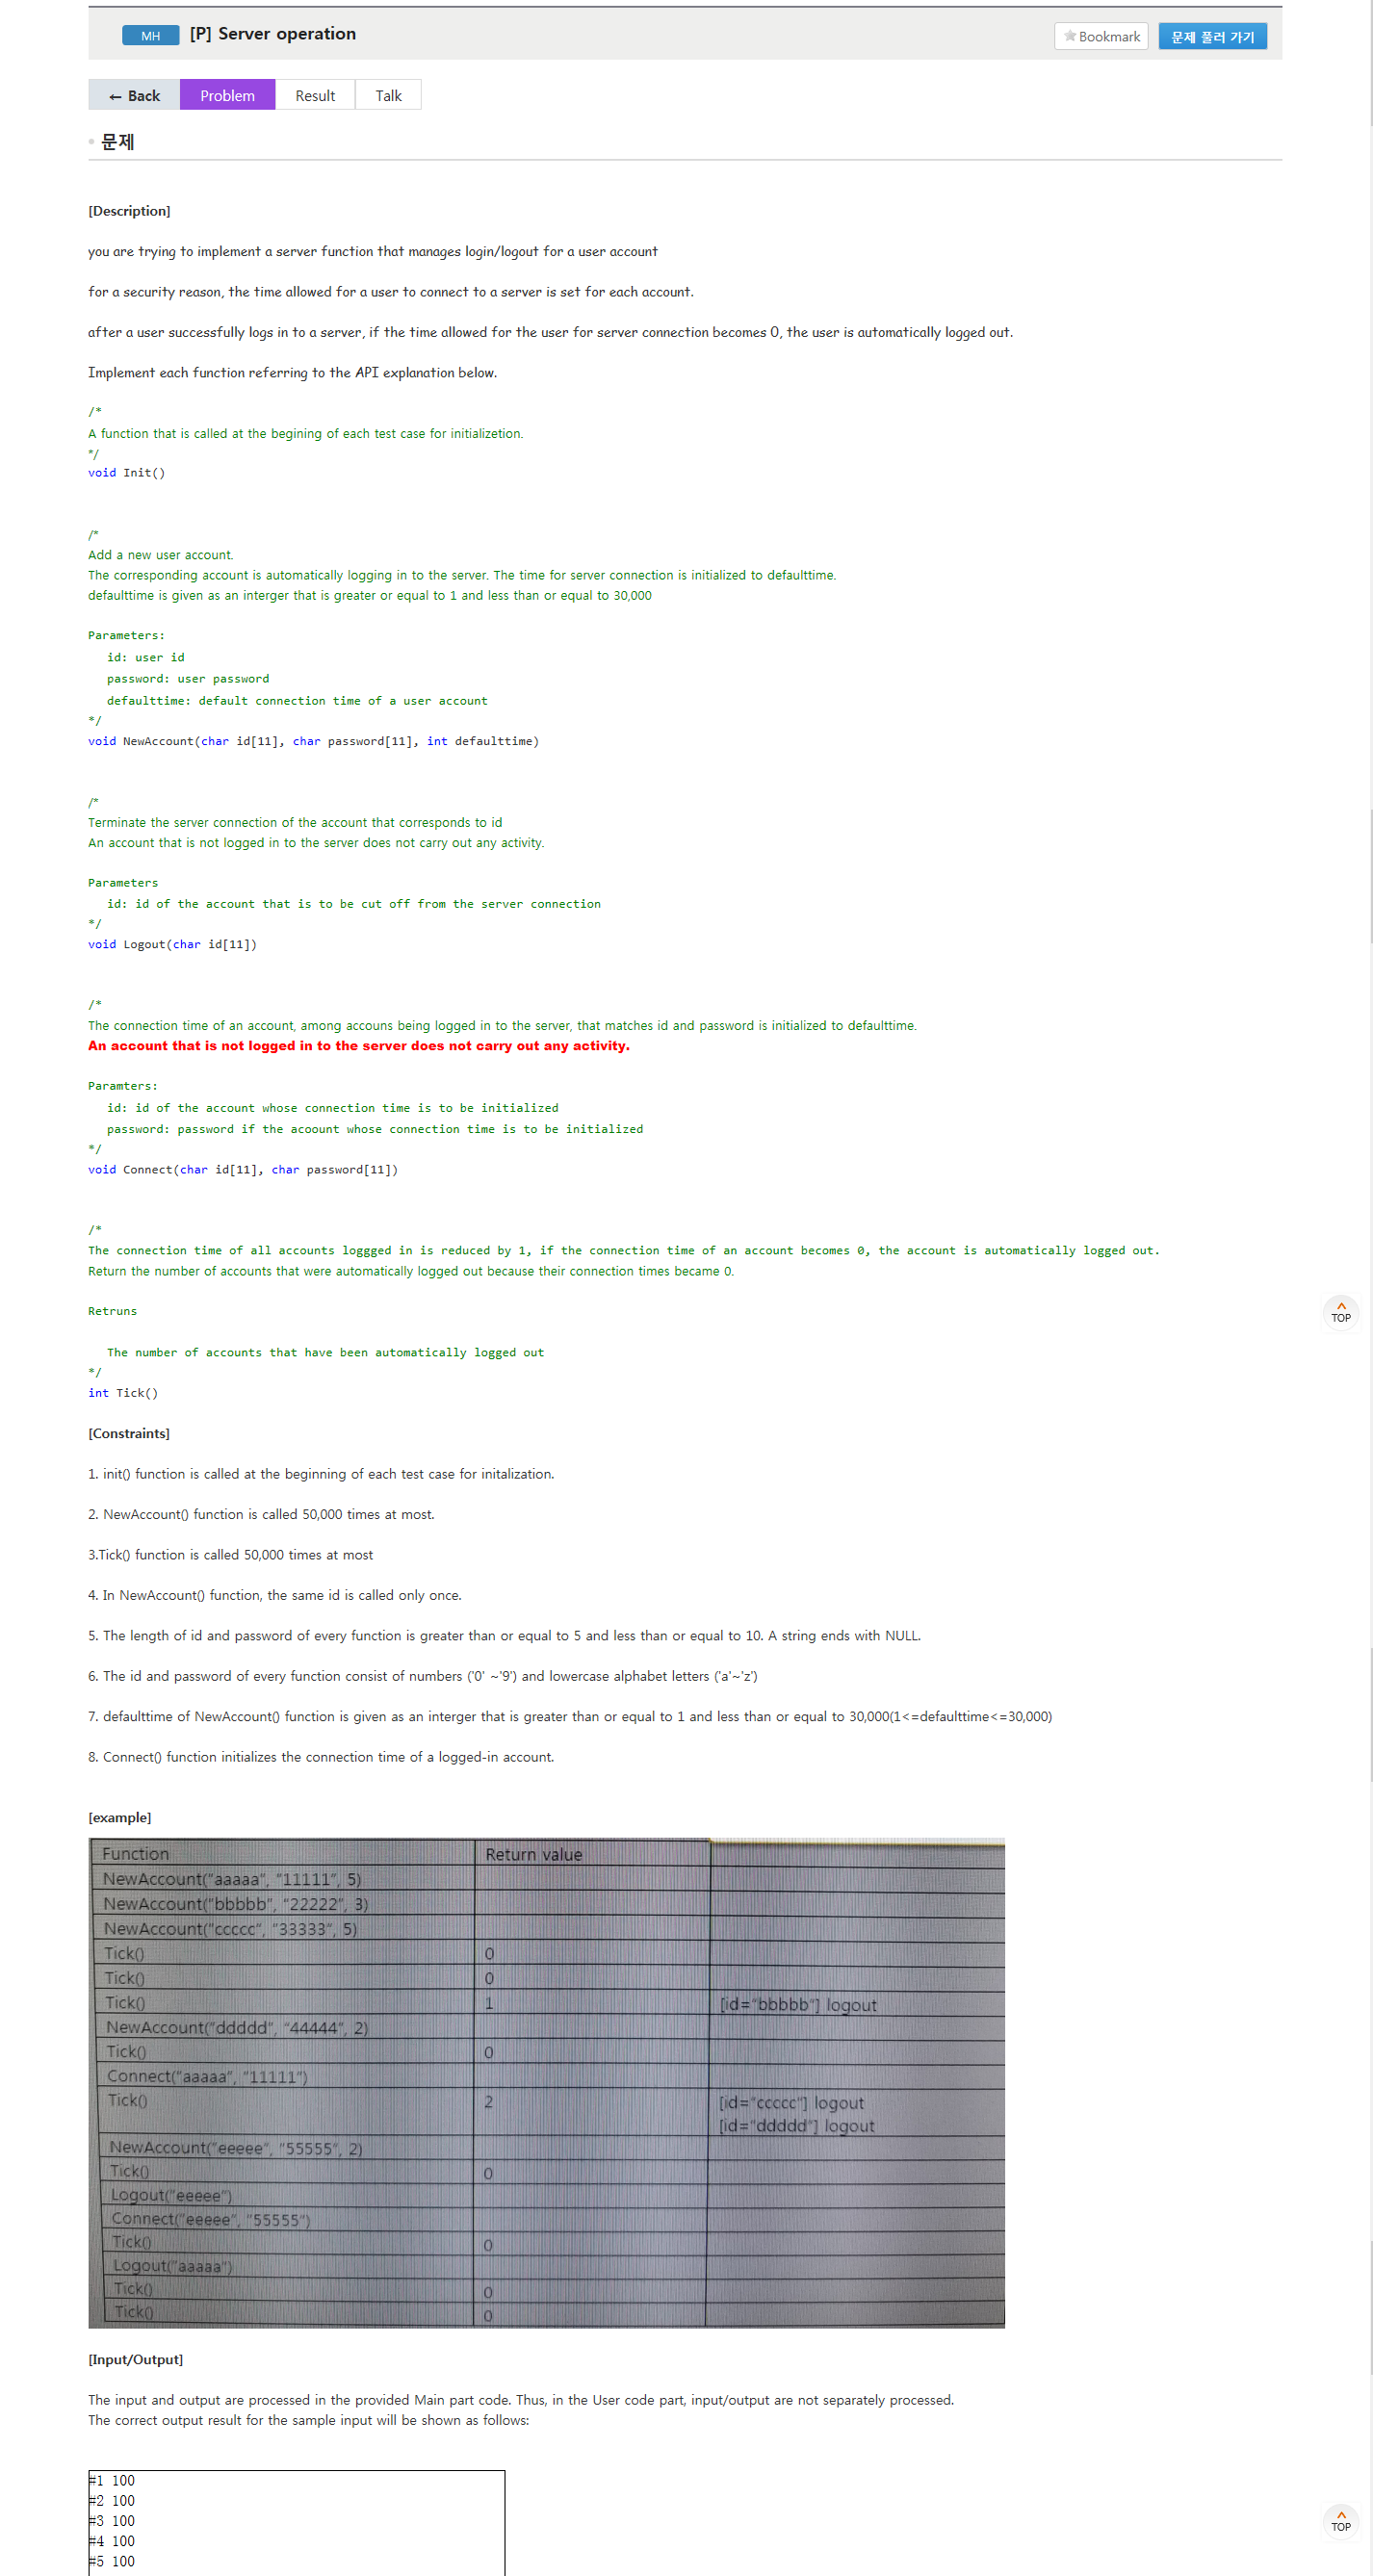 MH [P] Server operation Bookmark 문제 풀러 가기
← Back Problem Result Talk
문제
[Description]
you are trying to implement a server function that manages login/logout for a user account
for a security reason, the time allowed for a user to connect to a server is set for each account.
after a user successfully logs in to a server, if the time allowed for the user for server connection becomes 0, the user is automatically logged out.
Implement each function referring to the API explanation below.
/*
A function that is called at the begining of each test case for initializetion.
*/
void Init()
/*
Add a new user account.
The corresponding account is automatically logging in to the server. The time for server connection is initialized to defaulttime.
defaulttime is given as an interger that is greater or equal to 1 and less than or equal to 30,000
Parameters:
id: user id
password: user password
defaulttime: default connection time of a user account
*/
void NewAccount(char id[11], char password[11], int defaulttime)
/*
Terminate the server connection of the account that corresponds to id
An account that is not logged in to the server does not carry out any activity.
Parameters
id: id of the account that is to be cut off from the server connection
*/
void Logout(char id[11])
/*
The connection time of an account, among accouns being logged in to the server, that matches id and password is initialized to defaulttime.
An account that is not logged in to the server does not carry out any activity.
Paramters:
id: id of the account whose connection time is to be initialized
password: password if the acoount whose connection time is to be initialized
*/
void Connect(char id[11], char password[11])
/*
The connection time of all accounts loggged in is reduced by 1, if the connection time of an account becomes 0, the account is automatically logged out.
Return the number of accounts that were automatically logged out because their connection times became 0.
Retruns
The number of accounts that have been automatically logged out
*/
int Tick()
[Constraints]
1. init() function is called at the beginning of each test case for initalization.
2. NewAccount() function is called 50,000 times at most.
3.Tick() function is called 50,000 times at most
4. In NewAccount() function, the same id is called only once.
5. The length of id and password of every function is greater than or equal to 5 and less than or equal to 10. A string ends with NULL.
6. The id and password of every function consist of numbers ('0' ~'9') and lowercase alphabet letters ('a'~'z')
7. defaulttime of NewAccount() function is given as an interger that is greater than or equal to 1 and less than or equal to 30,000(1<=defaulttime<=30,000)
8. Connect() function initializes the connection time of a logged-in account.
[example]
Function Return value
NewAccount("aaaaa", "11111", 5)
NewAccount("bbbbb", "22222", 3)
NewAccount("ccccc", "33333", 5)
Tick() 0
Tick() 0
Tick() 1 [id="bbbbb"] logout
NewAccount("ddddd", "44444", 2)
Tick() 0
Connect("aaaaa", "11111")
Tick() 2 [id="ccccc"] logout
[id="ddddd"] logout
NewAccount("eeeee", "55555", 2)
Tick() 0
Logout("eeeee")
Connect("eeeee", "55555")
Tick() 0
Logout("aaaaa")
Tick() 0
Tick() 0
[Input/Output]
The input and output are processed in the provided Main part code. Thus, in the User code part, input/output are not separately processed.
The correct output result for the sample input will be shown as follows:
#1 100
#2 100
#3 100
#4 100
#5 100
TOP
TOP